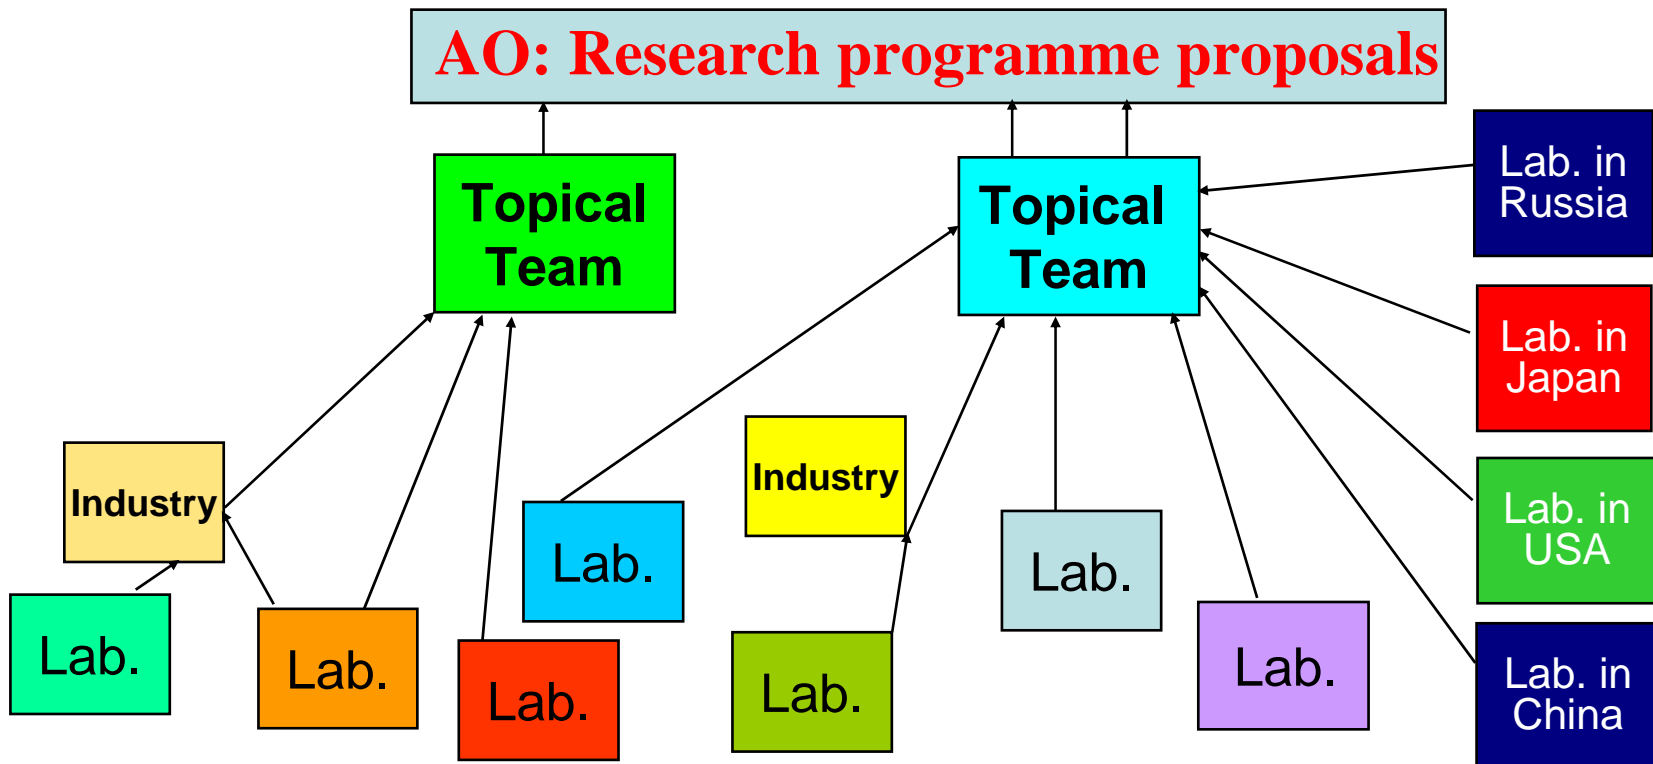 AO: Research programme proposals
Topical
Team
Topical
Team
Lab. in
Russia
Lab. in
Japan
Industry
Industry
Lab. in
USA
Lab.
Lab.
Lab.
Lab.
Lab.
Lab.
Lab.
Lab. in
China